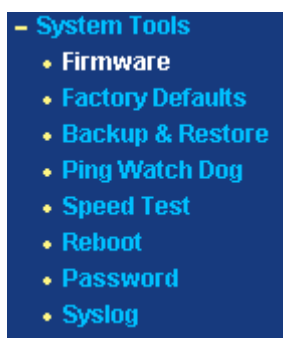 – System Tools
• Firmware
• Factory Defaults
• Backup & Restore
• Ping Watch Dog
• Speed Test
• Reboot
• Password
• Syslog